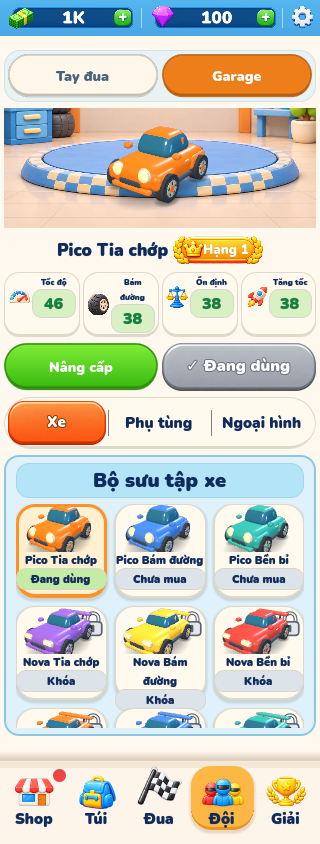 1K
100
Tay đua
Garage
Pico Tia chớp
Hạng 1
Tốc độ
46
Bám
đường
38
Ổn định
38
Tăng tốc
38
Nâng cấp
✓ Đang dùng
Xe
Phụ tùng
Ngoại hình
Bộ sưu tập xe
Pico Tia chớp
Đang dùng
Pico Bám đường
Chưa mua
Pico Bền bỉ
Chưa mua
Nova Tia chớp
Khóa
Nova Bám
đường
Khóa
Nova Bền bỉ
Khóa
Shop
Túi
Đua
Đội
Giải